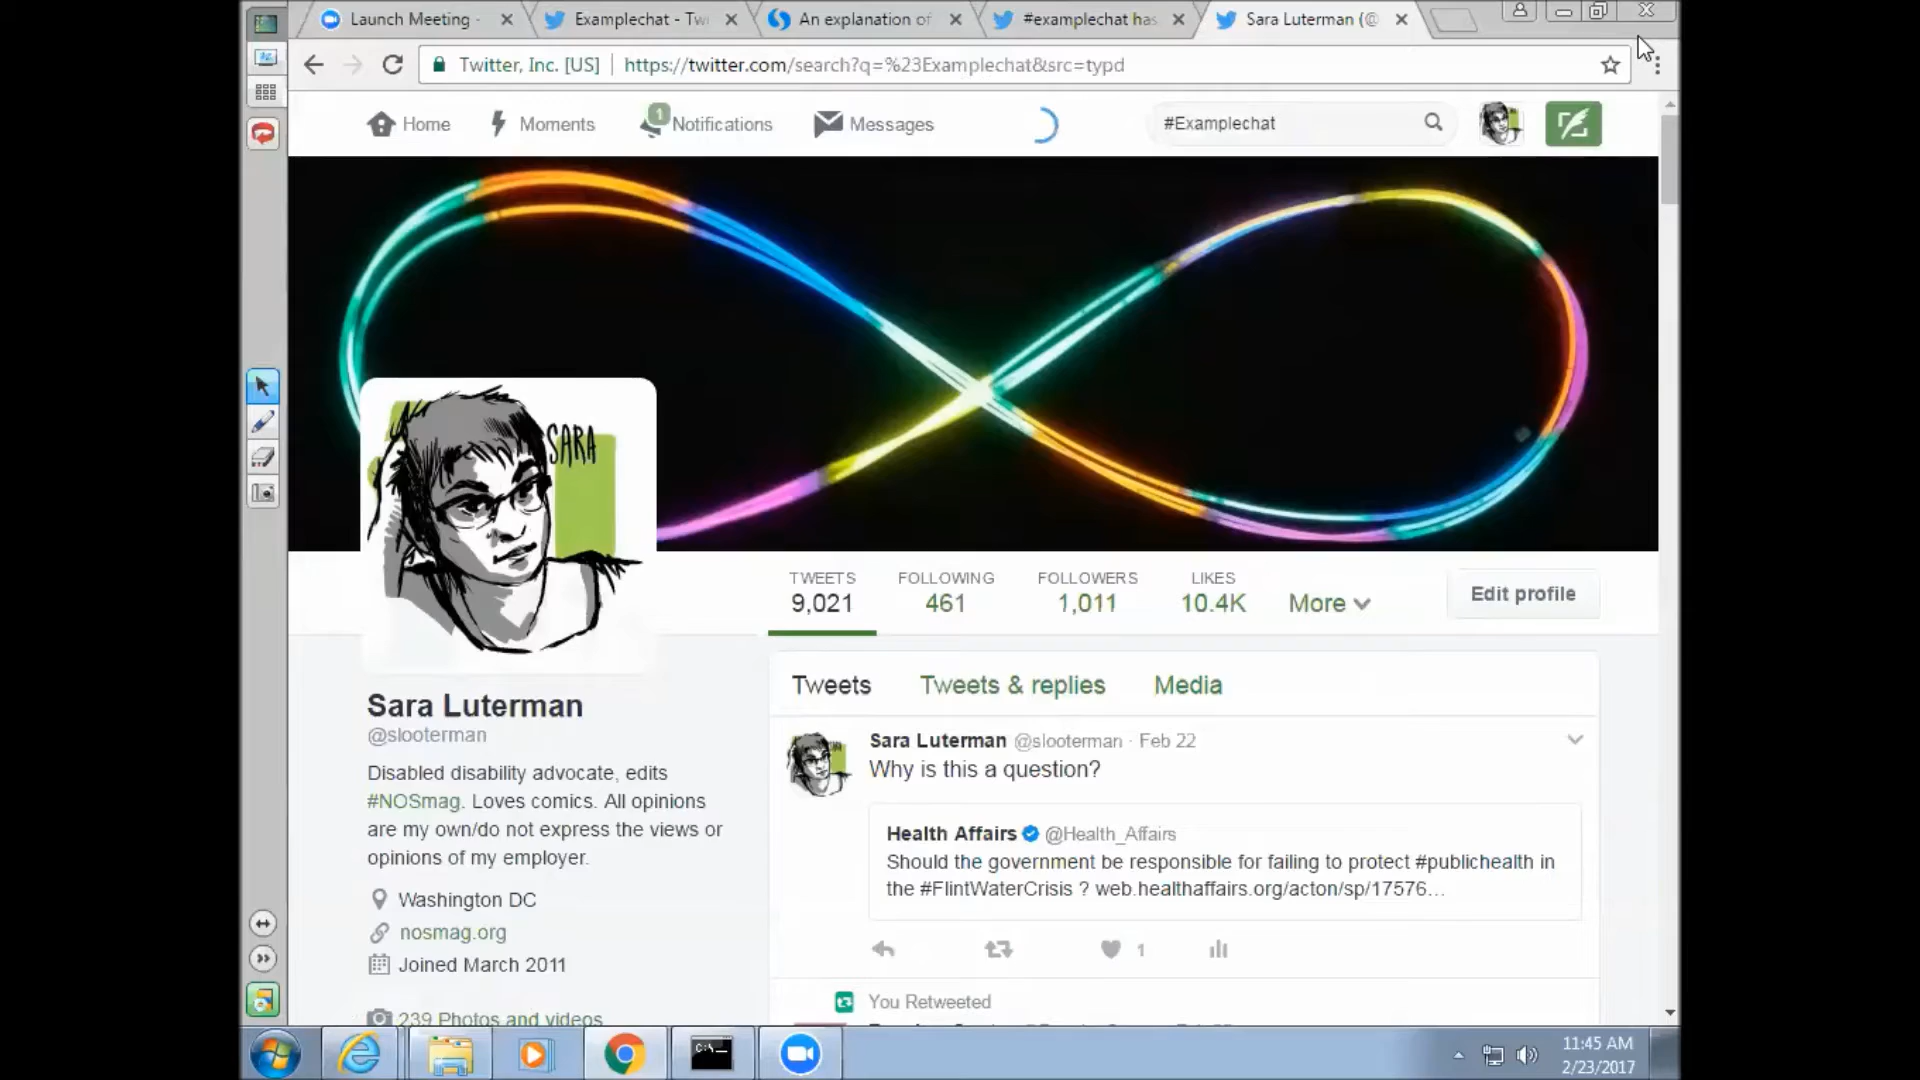 Launch Meeting -
Examplechat - Tw
An explanation of
#examplechat has
Sara Luterman (@
Twitter, Inc. [US]
https://twitter.com/search?q=%23Examplechat&src=typd
Home
Moments
1
Notifications
Messages
#Examplechat
SARA
TWEETS
9,021
FOLLOWING
461
FOLLOWERS
1,011
LIKES
10.4K
More
Edit profile
Sara Luterman
@slooterman
Disabled disability advocate, edits
#NOSmag. Loves comics. All opinions
are my own/do not express the views or
opinions of my employer.
Washington DC
nosmag.org
Joined March 2011
239 Photos and videos
Tweets
Tweets & replies
Media
Sara Luterman @slooterman · Feb 22
Why is this a question?
Health Affairs @Health_Affairs
Should the government be responsible for failing to protect #publichealth in
the #FlintWaterCrisis ? web.healthaffairs.org/acton/sp/17576…
1
You Retweeted
C:\_
11:45 AM
2/23/2017